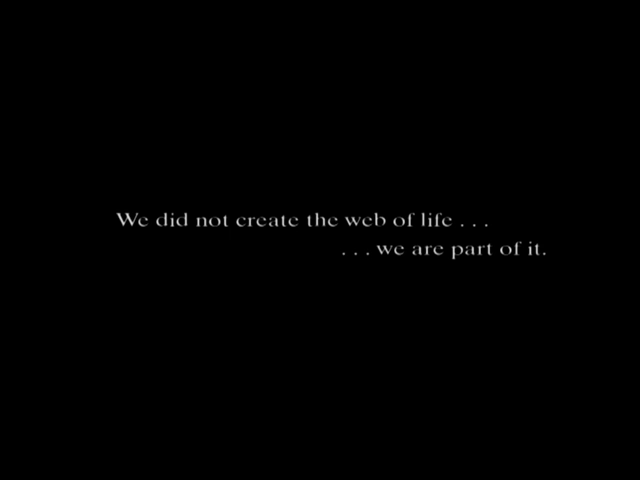 We did not create the web of life . . .
. . . we are part of it.